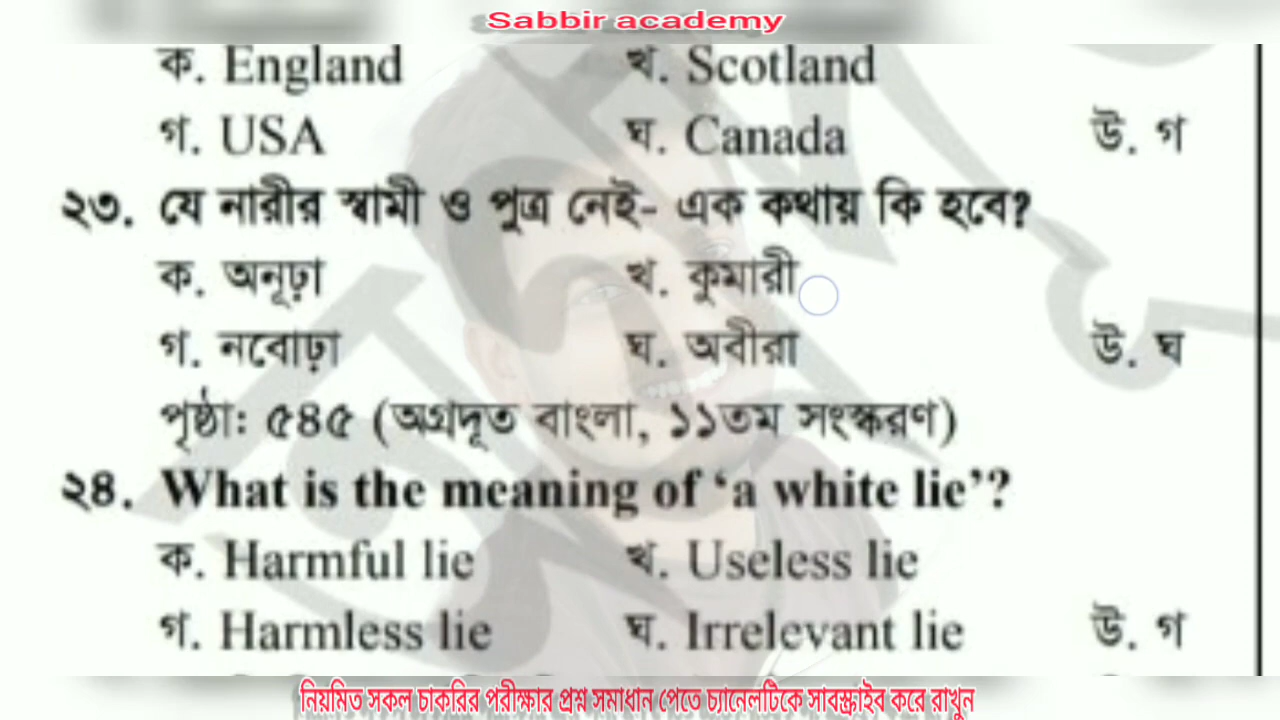 Sabbir academy
ক. England খ. Scotland
গ. USA ঘ. Canada উ. গ
২৩. যে নারীর স্বামী ও পুত্র নেই- এক কথায় কি হবে?
ক. অনূঢ়া খ. কুমারী
গ. নবোঢ়া ঘ. অবীরা উ. ঘ
পৃষ্ঠা: ৫৪৫ (অগ্রদূত বাংলা, ১১তম সংস্করণ)
২৪. What is the meaning of ‘a white lie’?
ক. Harmful lie খ. Useless lie
গ. Harmless lie ঘ. Irrelevant lie উ. গ
নিয়মিত সকল চাকরির পরীক্ষার প্রশ্ন সমাধান পেতে চ্যানেলটিকে সাবস্ক্রাইব করে রাখুন